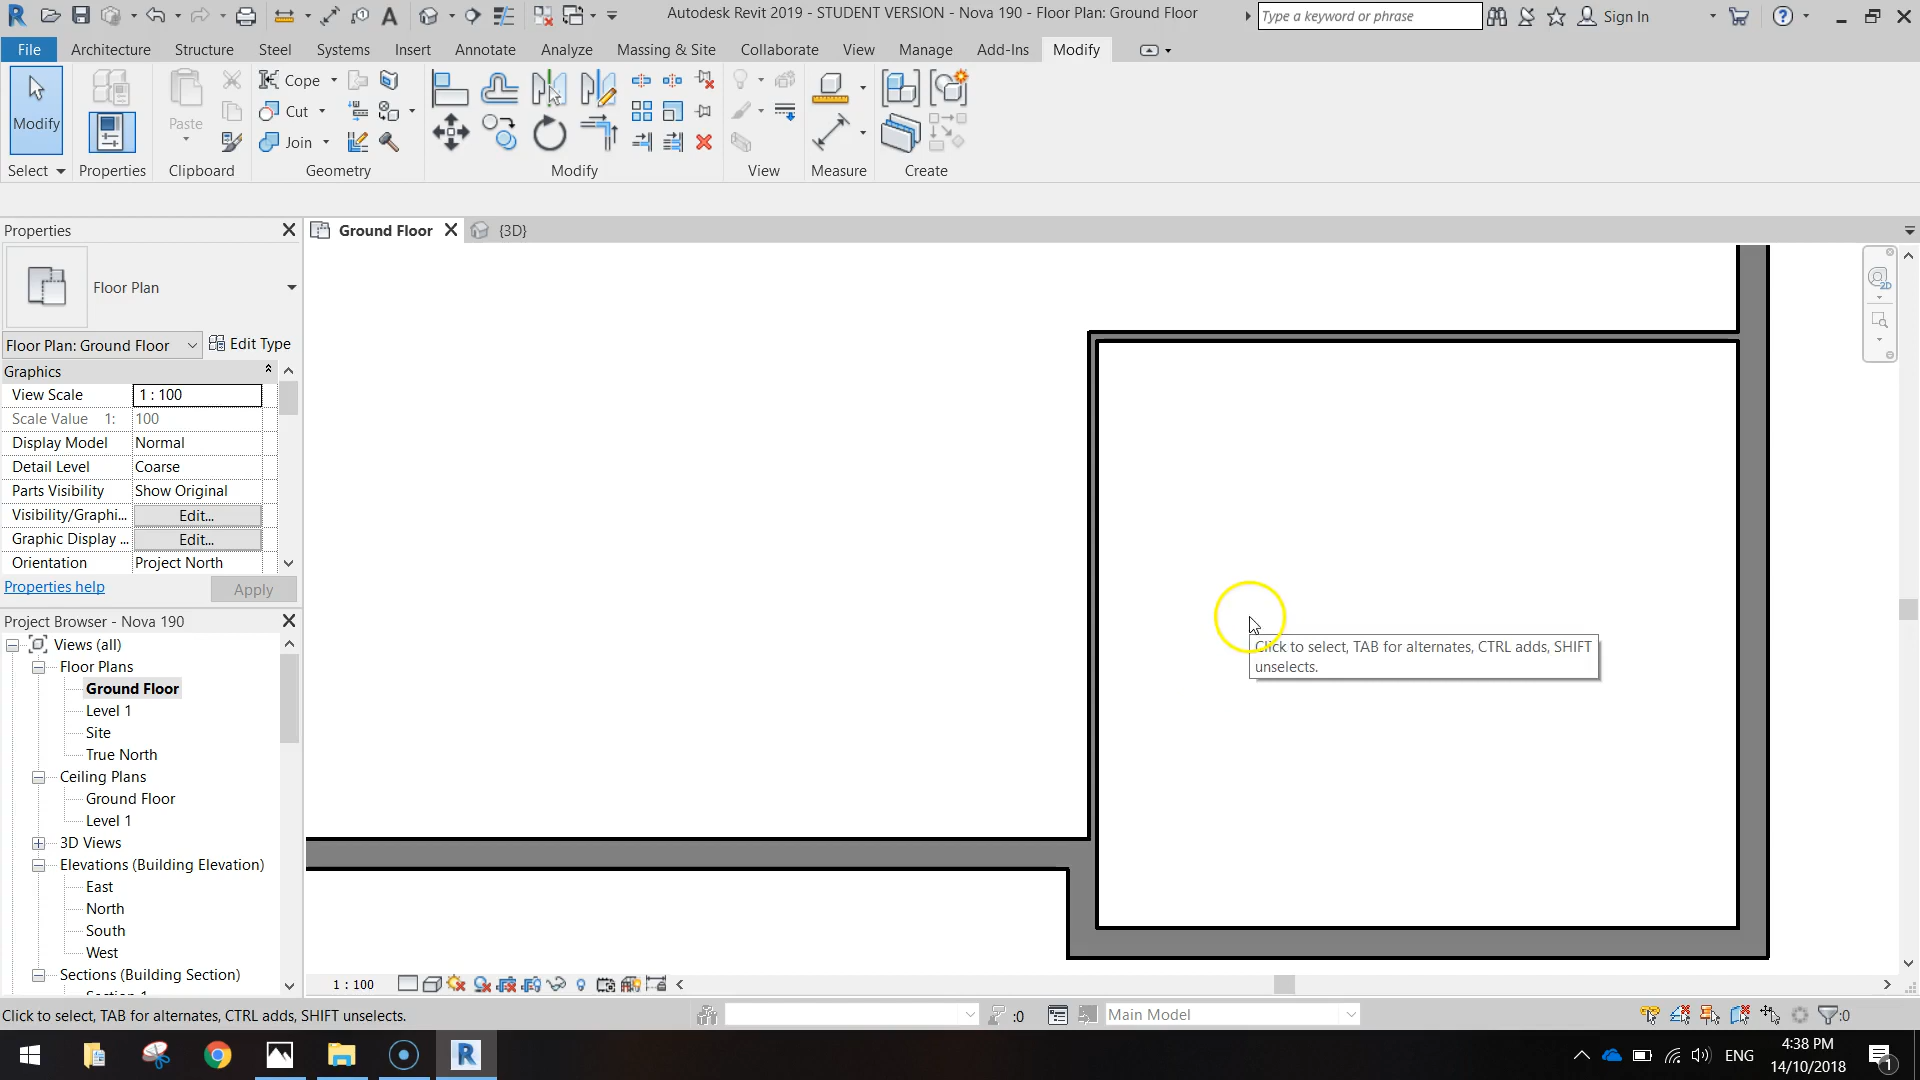 Autodesk Revit 2019 - STUDENT VERSION - Nova 190 - Floor Plan: Ground Floor
Type a keyword or phrase
Sign In
File Architecture Structure Steel Systems Insert Annotate Analyze Massing & Site Collaborate View Manage Add-Ins Modify
Modify
Paste
Cope
Cut
Join
Select Properties Clipboard Geometry Modify View Measure Create
Properties
Ground Floor
{3D}
Floor Plan
Floor Plan: Ground Floor
Edit Type
Graphics
View Scale 1 : 100
Scale Value 1: 100
Display Model Normal
Detail Level Coarse
Parts Visibility Show Original
Visibility/Graphi... Edit...
Graphic Display ... Edit...
Orientation Project North
Properties help
Apply
Project Browser - Nova 190
Views (all)
Floor Plans
Ground Floor
Level 1
Site
True North
Ceiling Plans
Ground Floor
Level 1
3D Views
Elevations (Building Elevation)
East
North
South
West
Sections (Building Section)
2D
Click to select, TAB for alternates, CTRL adds, SHIFT
unselects.
1 : 100
Click to select, TAB for alternates, CTRL adds, SHIFT unselects.
:0
Main Model
:0
ENG
4:38 PM
14/10/2018
1